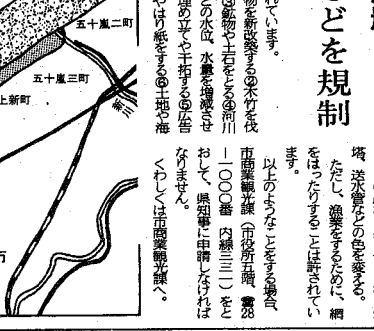 どを規制
れています。
物を新改築する②木竹を伐
③鉱物や土石をとる④河川
どの水位、水量を増減させ
埋め立てや干拓する⑤広告
やはり紙をする⑥土地や海
塔、送水管などの色を変える。
ただし、漁業をするために、網
をはったりすることは許されてい
ます。
以上のようなことをする場合、
市商業観光課（市役所五階、☎28
—一〇〇〇番 内線三三一）をと
おして、県知事に申請しなければ
なりません。
くわしくは市商業観光課へ。
五十嵐二町
五十嵐三町
上新町
新川